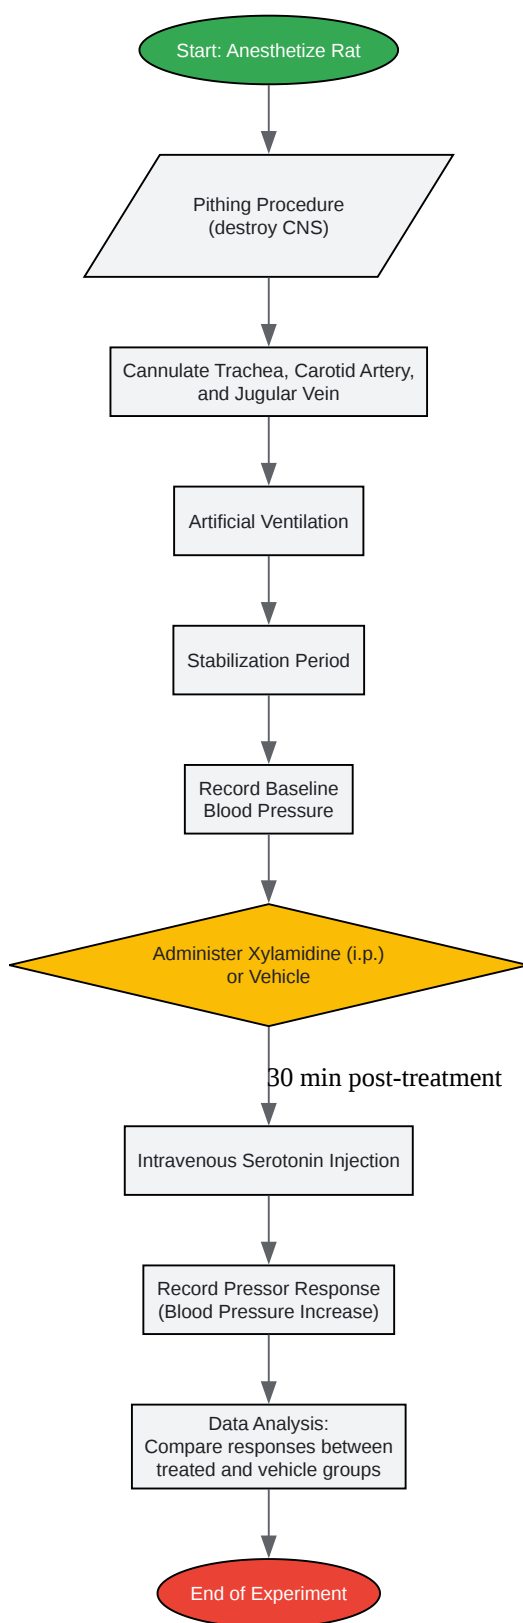 Start: Anesthetize Rat
Pithing Procedure
(destroy CNS)
Cannulate Trachea, Carotid Artery,
and Jugular Vein
Artificial Ventilation
Stabilization Period
Record Baseline
Blood Pressure
Administer Xylamidine (i.p.)
or Vehicle
30 min post-treatment
Intravenous Serotonin Injection
Record Pressor Response
(Blood Pressure Increase)
Data Analysis:
Compare responses between
treated and vehicle groups
End of Experiment